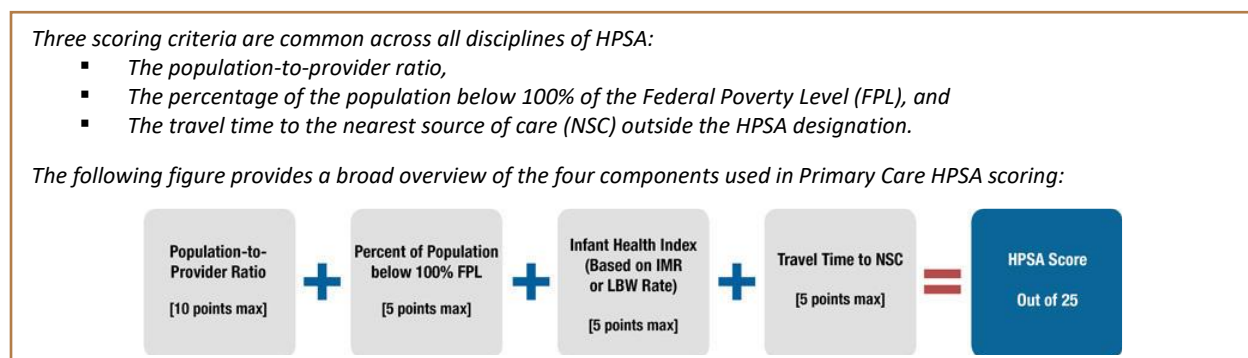 Three scoring criteria are common across all disciplines of HPSA:
▪ The population-to-provider ratio,
▪ The percentage of the population below 100% of the Federal Poverty Level (FPL), and
▪ The travel time to the nearest source of care (NSC) outside the HPSA designation.
The following figure provides a broad overview of the four components used in Primary Care HPSA scoring:
Population-to-
Provider Ratio
[10 points max]
+
Percent of Population
below 100% FPL
[5 points max]
+
Infant Health Index
(Based on IMR
or LBW Rate)
[5 points max]
+
Travel Time to NSC
[5 points max]
=
HPSA Score
Out of 25